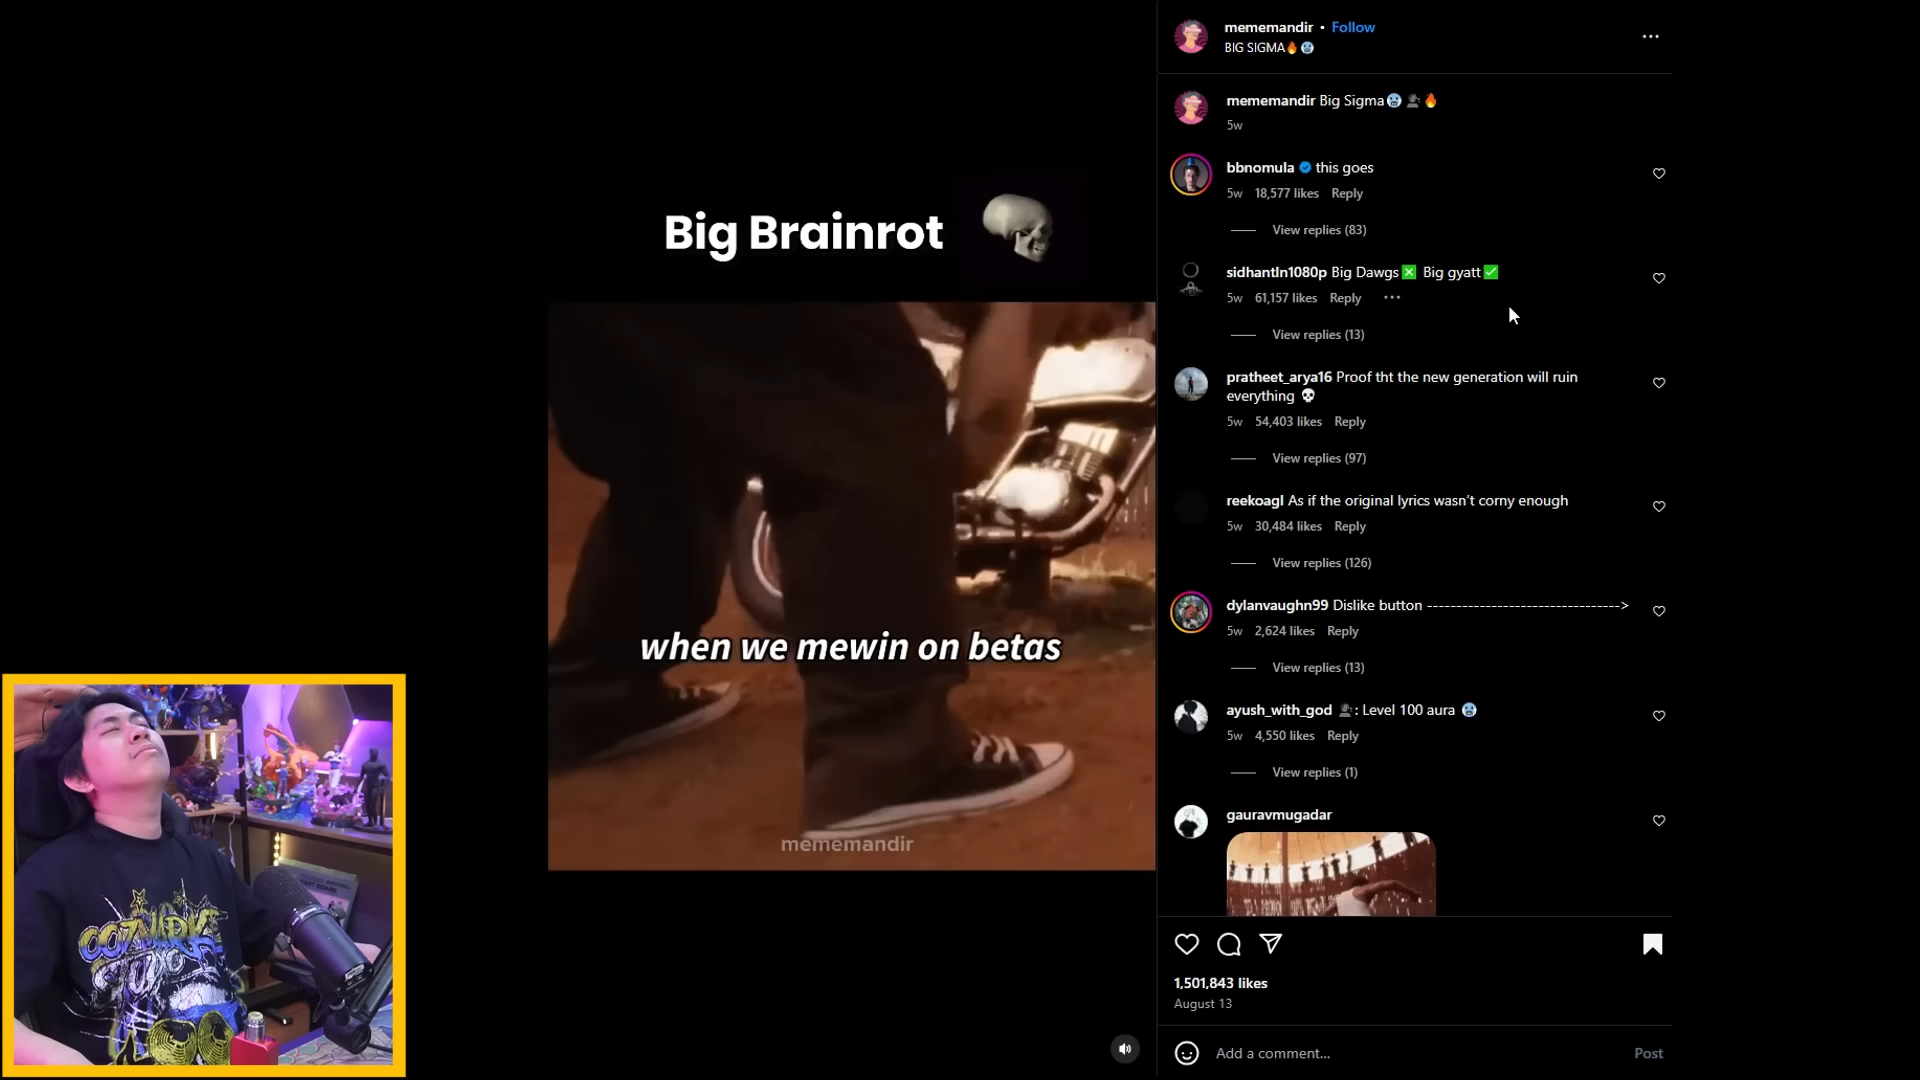 Big Brainrot
when we mewin on betas
mememandir
mememandir • Follow
BIG SIGMA🔥🥶
mememandir Big Sigma🥶🗿🔥
5w
bbnomula this goes
5w 18,577 likes Reply
View replies (83)
sidhantln1080p Big Dawgs❎ Big gyatt✅
5w 61,157 likes Reply
View replies (13)
pratheet_arya16 Proof tht the new generation will ruin
everything 💀
5w 54,403 likes Reply
View replies (97)
reekoagl As if the original lyrics wasn’t corny enough
5w 30,484 likes Reply
View replies (126)
dylanvaughn99 Dislike button --------------------------------->
5w 2,624 likes Reply
View replies (13)
ayush_with_god 🗿: Level 100 aura 🥶
5w 4,550 likes Reply
View replies (1)
gauravmugadar
1,501,843 likes
August 13
Add a comment...
Post